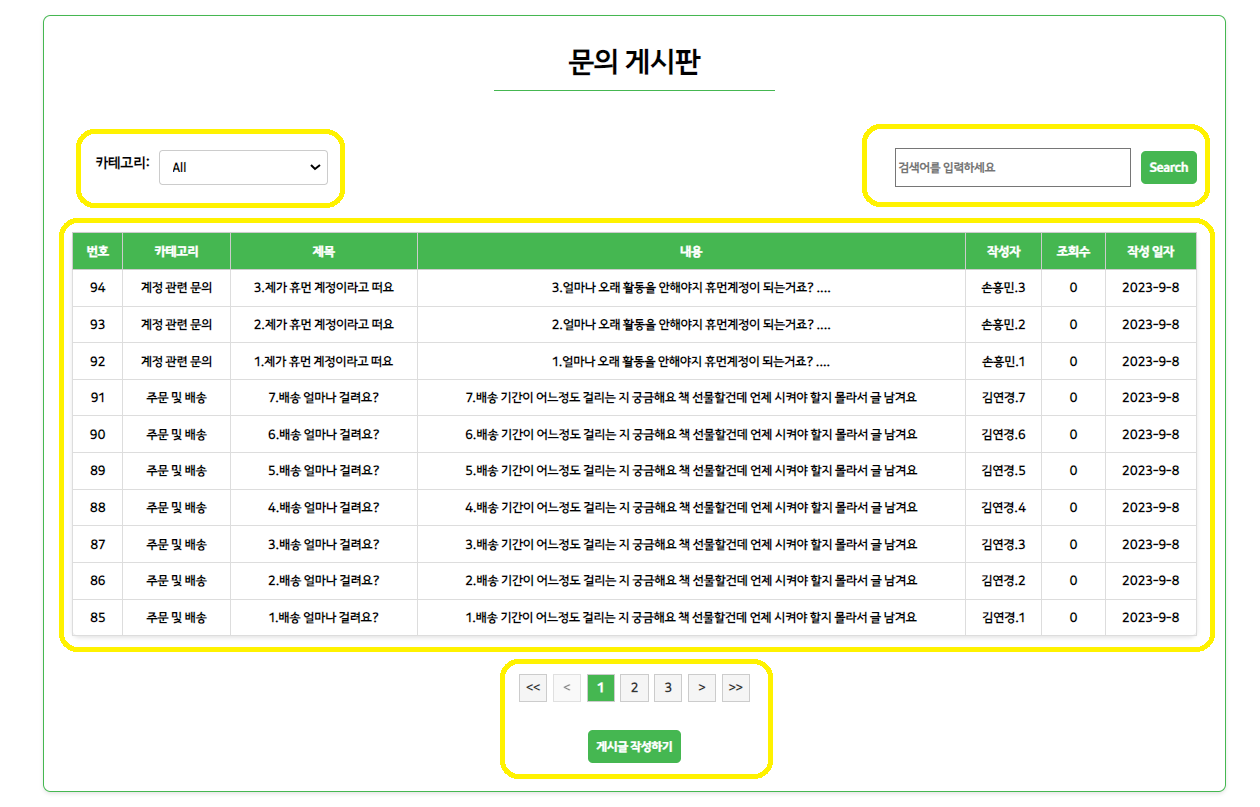 문의 게시판
카테고리: All 검색어를 입력하세요 Search
번호 카테고리 제목 내용 작성자 조회수 작성 일자
94 계정 관련 문의 3.제가 휴먼 계정이라고 떠요 3.얼마나 오래 활동을 안해야지 휴먼계정이 되는거죠? .... 손흥민.3 0 2023-9-8
93 계정 관련 문의 2.제가 휴먼 계정이라고 떠요 2.얼마나 오래 활동을 안해야지 휴먼계정이 되는거죠? .... 손흥민.2 0 2023-9-8
92 계정 관련 문의 1.제가 휴먼 계정이라고 떠요 1.얼마나 오래 활동을 안해야지 휴먼계정이 되는거죠? .... 손흥민.1 0 2023-9-8
91 주문 및 배송 7.배송 얼마나 걸려요? 7.배송 기간이 어느정도 걸리는 지 궁금해요 책 선물할건데 언제 시켜야 할지 몰라서 글 남겨요 김연경.7 0 2023-9-8
90 주문 및 배송 6.배송 얼마나 걸려요? 6.배송 기간이 어느정도 걸리는 지 궁금해요 책 선물할건데 언제 시켜야 할지 몰라서 글 남겨요 김연경.6 0 2023-9-8
89 주문 및 배송 5.배송 얼마나 걸려요? 5.배송 기간이 어느정도 걸리는 지 궁금해요 책 선물할건데 언제 시켜야 할지 몰라서 글 남겨요 김연경.5 0 2023-9-8
88 주문 및 배송 4.배송 얼마나 걸려요? 4.배송 기간이 어느정도 걸리는 지 궁금해요 책 선물할건데 언제 시켜야 할지 몰라서 글 남겨요 김연경.4 0 2023-9-8
87 주문 및 배송 3.배송 얼마나 걸려요? 3.배송 기간이 어느정도 걸리는 지 궁금해요 책 선물할건데 언제 시켜야 할지 몰라서 글 남겨요 김연경.3 0 2023-9-8
86 주문 및 배송 2.배송 얼마나 걸려요? 2.배송 기간이 어느정도 걸리는 지 궁금해요 책 선물할건데 언제 시켜야 할지 몰라서 글 남겨요 김연경.2 0 2023-9-8
85 주문 및 배송 1.배송 얼마나 걸려요? 1.배송 기간이 어느정도 걸리는 지 궁금해요 책 선물할건데 언제 시켜야 할지 몰라서 글 남겨요 김연경.1 0 2023-9-8
<< < 1 2 3 > >>
게시글 작성하기